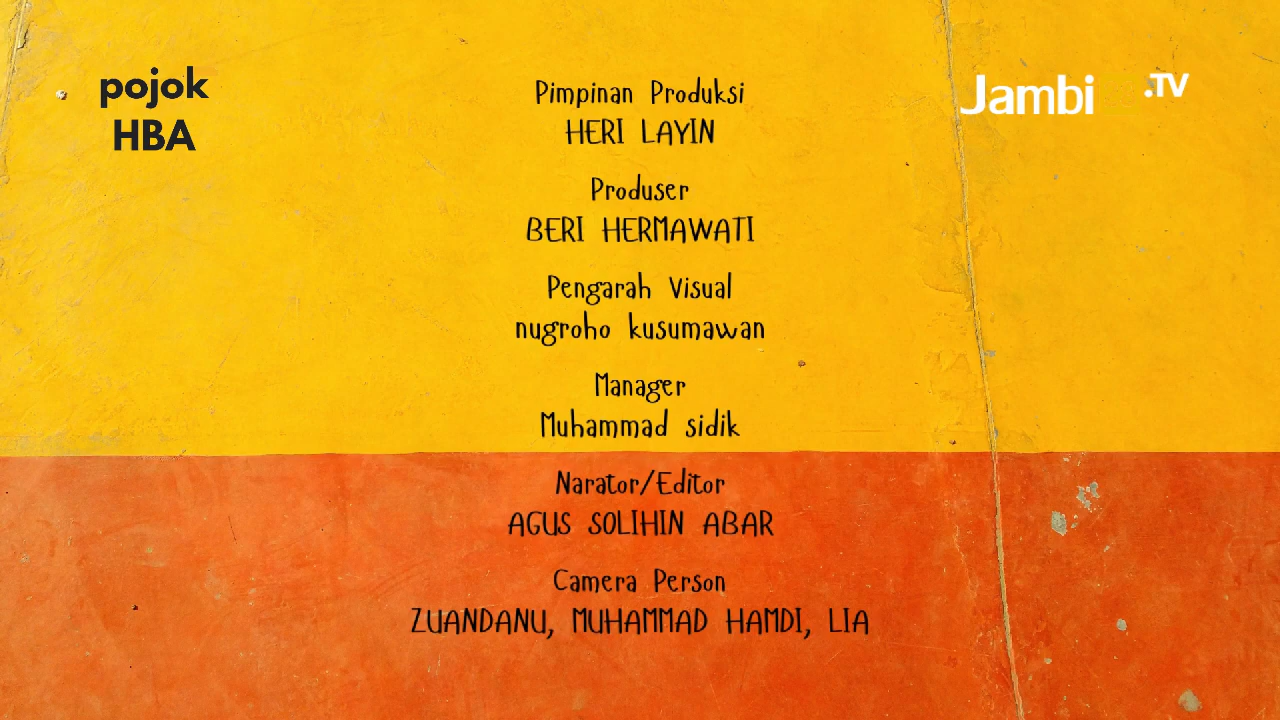 pojok
HBA
Jambi .TV
Pimpinan Produksi
HERI LAYIN
Produser
BERI HERMAWATI
Pengarah Visual
nugroho kusumawan
Manager
Muhammad sidik
Narator/Editor
AGUS SOLIHIN ABAR
Camera Person
ZUANDANU, MUHAMMAD HAMDI, LIA